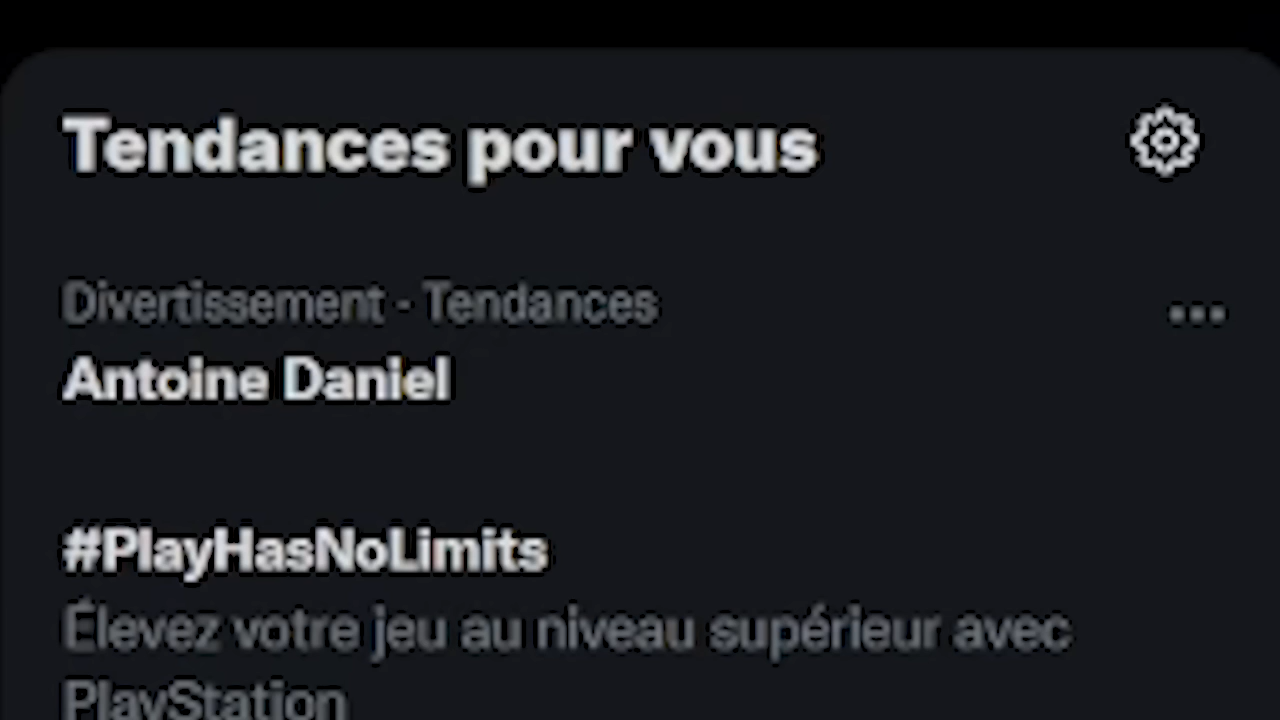 Tendances pour vous
Divertissement · Tendances
Antoine Daniel
#PlayHasNoLimits
Élevez votre jeu au niveau supérieur avec
PlayStation